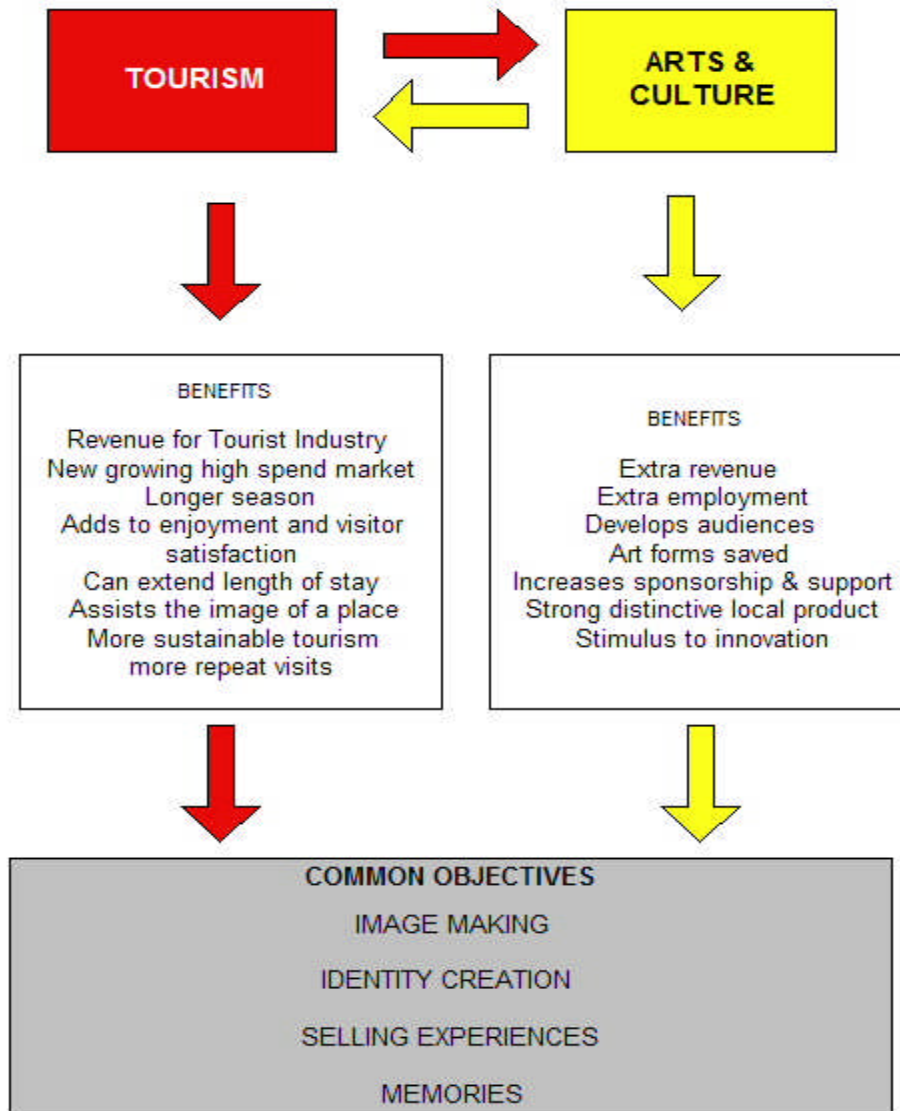 TOURISM
ARTS &
CULTURE
BENEFITS
Revenue for Tourist Industry
New growing high spend market
Longer season
Adds to enjoyment and visitor
satisfaction
Can extend length of stay
Assists the image of a place
More sustainable tourism
more repeat visits
BENEFITS
Extra revenue
Extra employment
Develops audiences
Art forms saved
Increases sponsorship & support
Strong distinctive local product
Stimulus to innovation
COMMON OBJECTIVES
IMAGE MAKING
IDENTITY CREATION
SELLING EXPERIENCES
MEMORIES